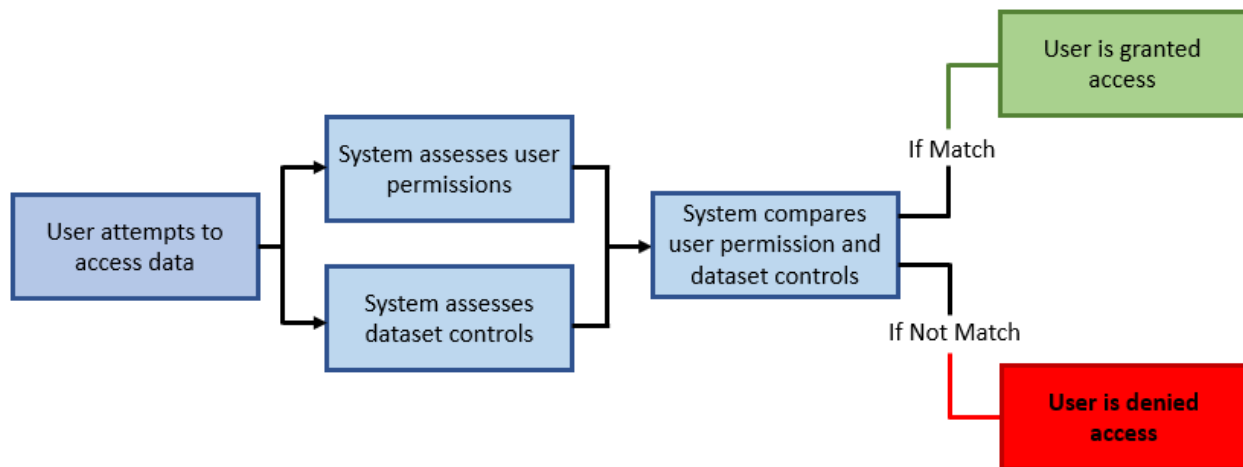 User attempts to
access data
System assesses user
permissions
System assesses
dataset controls
System compares
user permission and
dataset controls
If Match
User is granted
access
If Not Match
User is denied
access